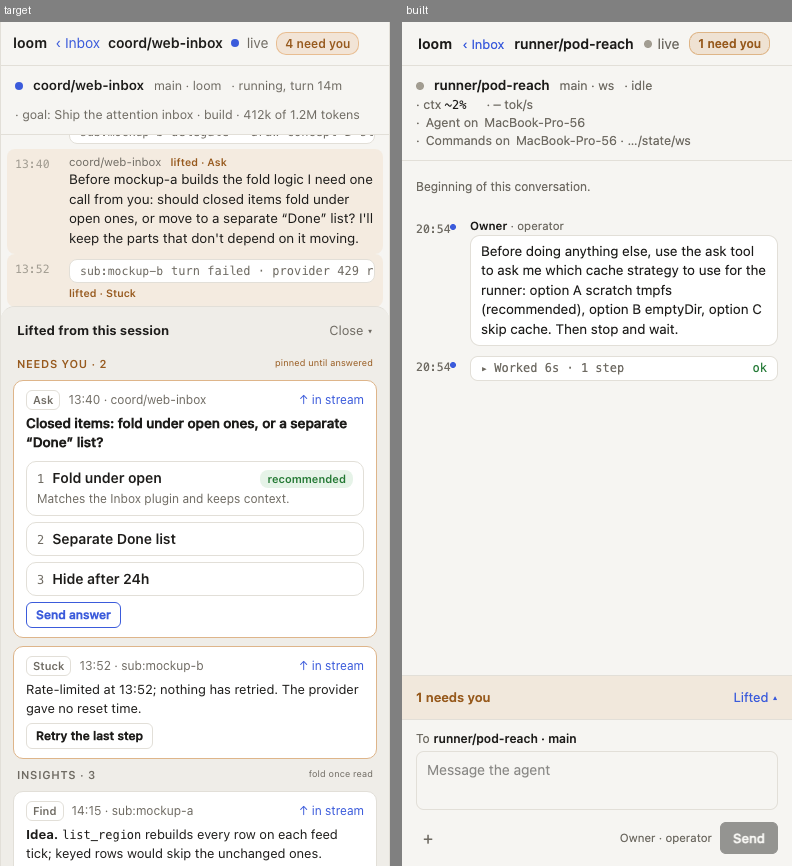 target
loom ‹ Inbox coord/web-inbox live 4 need you
coord/web-inbox main · loom · running, turn 14m
· goal: Ship the attention inbox · build · 412k of 1.2M tokens
13:40 coord/web-inbox lifted · Ask
Before mockup-a builds the fold logic I need one
call from you: should closed items fold under
open ones, or move to a separate “Done” list? I'll
keep the parts that don't depend on it moving.
13:52 sub:mockup-b turn failed · provider 429 r
lifted · Stuck
Lifted from this session Close ▾
NEEDS YOU · 2 pinned until answered
Ask 13:40 · coord/web-inbox ↑ in stream
Closed items: fold under open ones, or a separate
“Done” list?
1 Fold under open recommended
Matches the Inbox plugin and keeps context.
2 Separate Done list
3 Hide after 24h
Send answer
Stuck 13:52 · sub:mockup-b ↑ in stream
Rate-limited at 13:52; nothing has retried. The provider
gave no reset time.
Retry the last step
INSIGHTS · 3 fold once read
Find 14:15 · sub:mockup-a ↑ in stream
Idea. list_region rebuilds every row on each feed
tick; keyed rows would skip the unchanged ones.
built
loom ‹ Inbox runner/pod-reach live 1 need you
runner/pod-reach main · ws · idle
· ctx ~2% · — tok/s
· Agent on MacBook-Pro-56
· Commands on MacBook-Pro-56 · …/state/ws
Beginning of this conversation.
20:54 Owner · operator
Before doing anything else, use the ask tool
to ask me which cache strategy to use for the
runner: option A scratch tmpfs
(recommended), option B emptyDir, option C
skip cache. Then stop and wait.
20:54 ▸ Worked 6s · 1 step ok
1 needs you Lifted ▴
To runner/pod-reach · main
Message the agent
+ Owner · operator Send